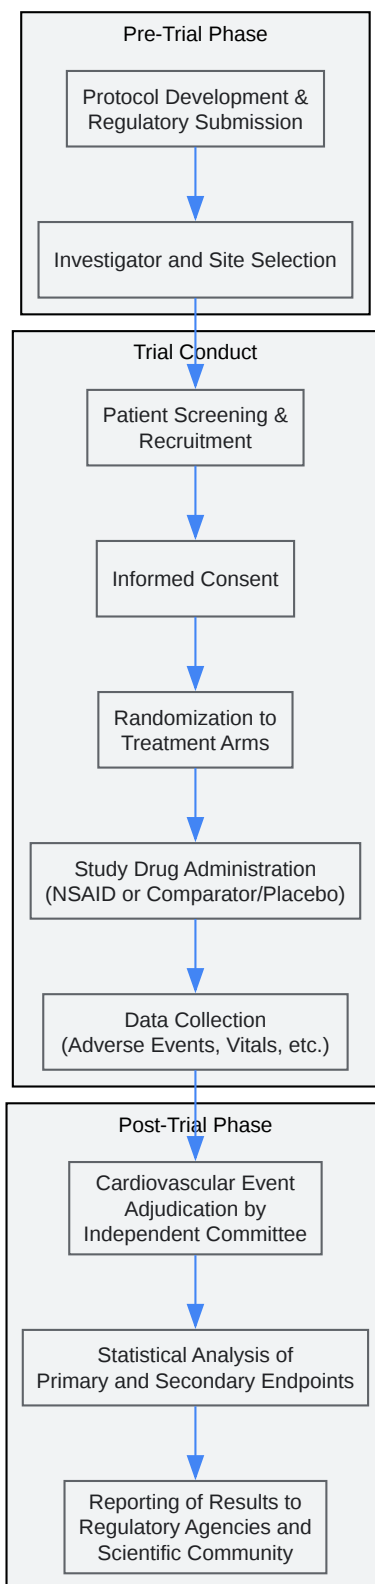 Pre-Trial Phase
Protocol Development &
Regulatory Submission
Investigator and Site Selection
Trial Conduct
Patient Screening &
Recruitment
Informed Consent
Randomization to
Treatment Arms
Study Drug Administration
(NSAID or Comparator/Placebo)
Data Collection
(Adverse Events, Vitals, etc.)
Post-Trial Phase
Cardiovascular Event
Adjudication by
Independent Committee
Statistical Analysis of
Primary and Secondary Endpoints
Reporting of Results to
Regulatory Agencies and
Scientific Community